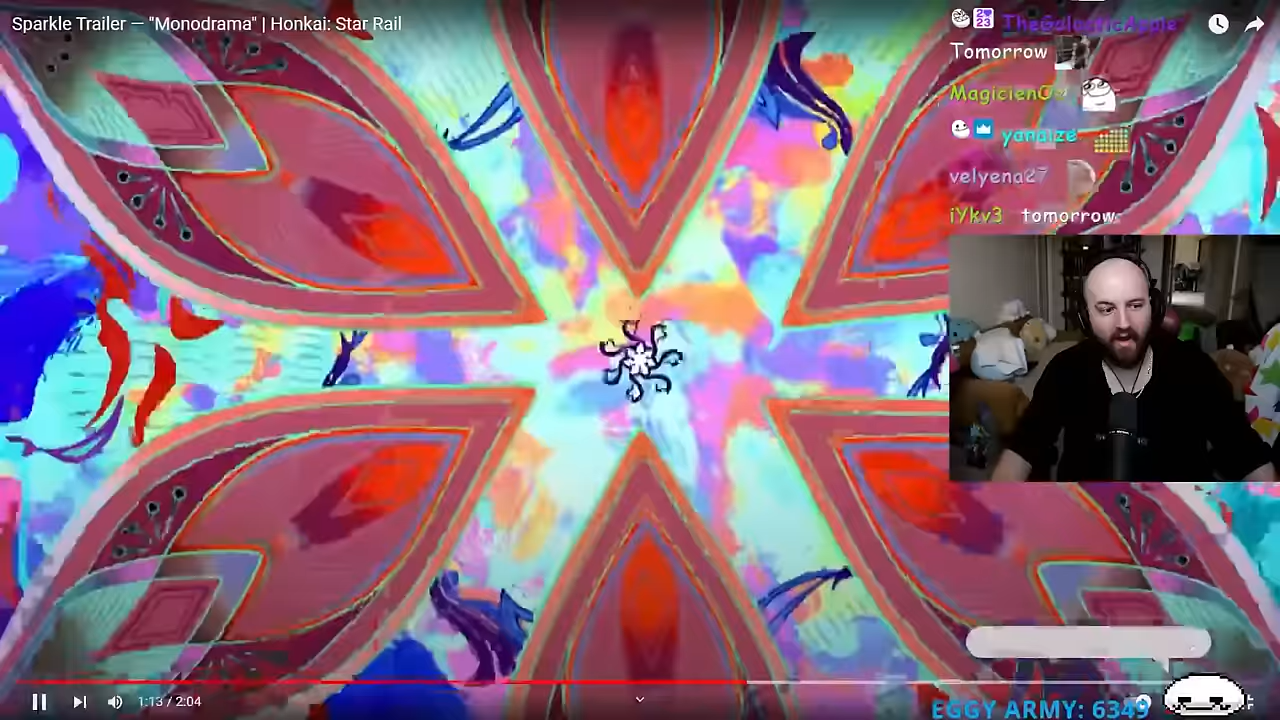 Sparkle Trailer — "Monodrama" | Honkai: Star Rail
TheGalacticApple
Tomorrow
yanaize
velyena27
iYkv3 tomorrow
1:13 / 2:04
EGGY ARMY: 6349